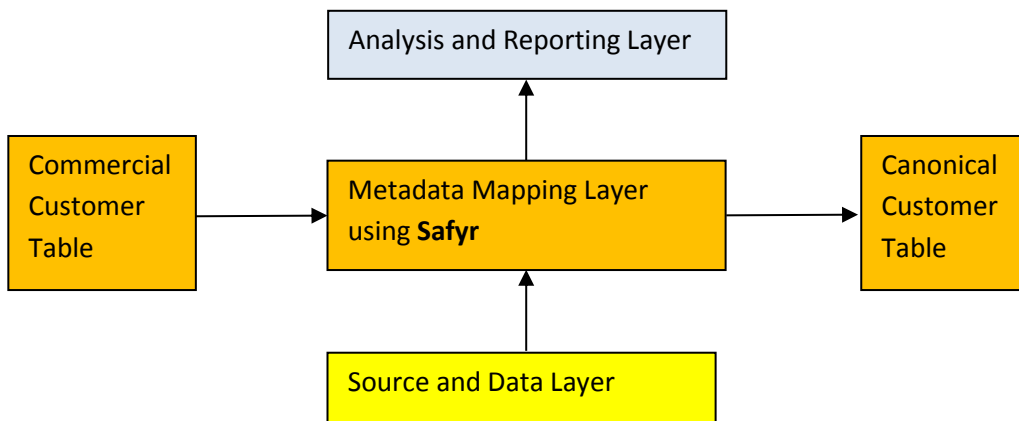 Analysis and Reporting Layer
Commercial
Customer
Table
Metadata Mapping Layer
using Safyr
Canonical
Customer
Table
Source and Data Layer